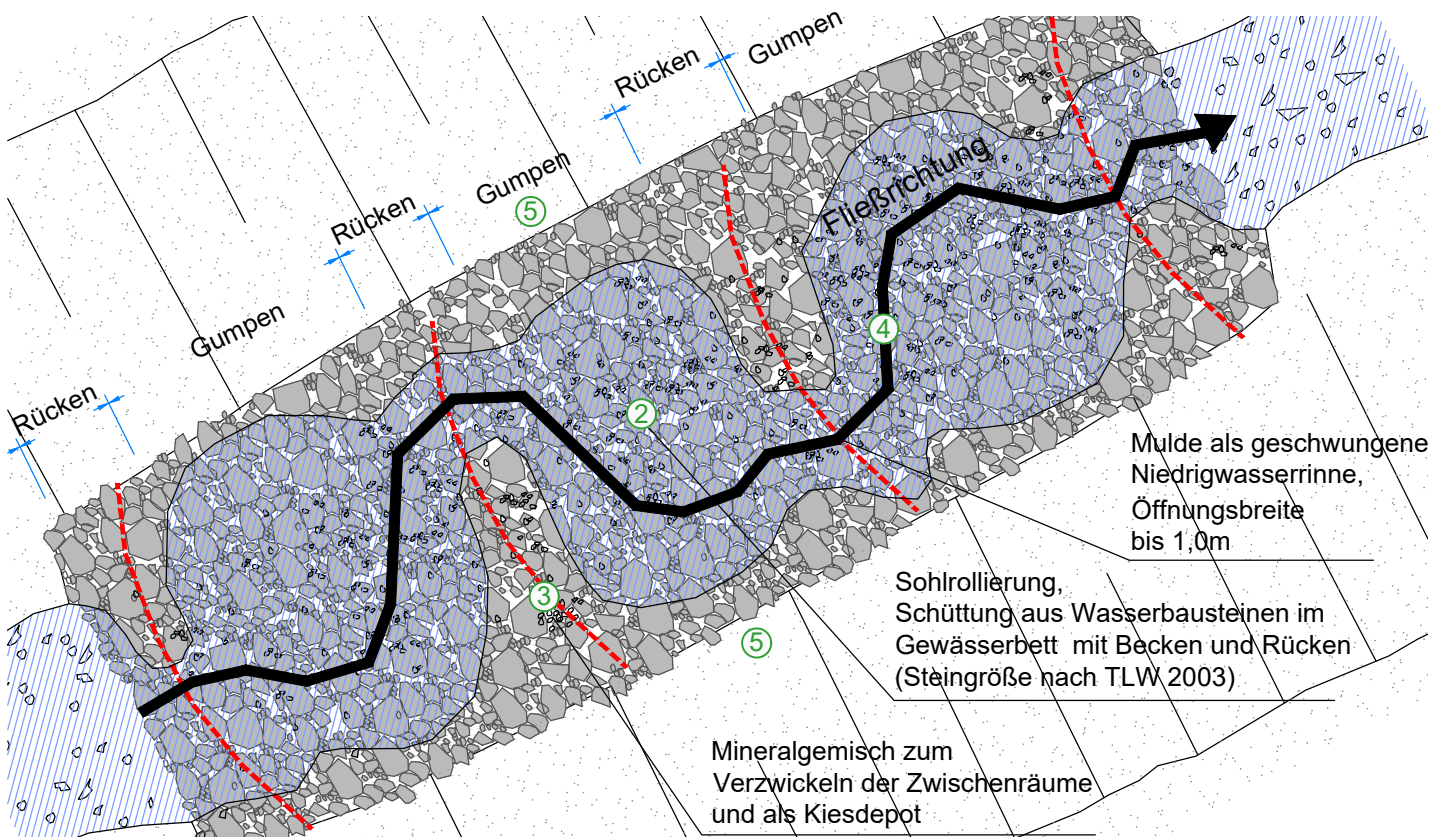 Rücken
Gumpen
Rücken
Gumpen
⑤
Rücken
Gumpen
Fließrichtung
④
②
③
⑤
Mulde als geschwungene
Niedrigwasserrinne,
Öffnungsbreite
bis 1,0m
Sohlrollierung,
Schüttung aus Wasserbausteinen im
Gewässerbett mit Becken und Rücken
(Steingröße nach TLW 2003)
Mineralgemisch zum
Verzwickeln der Zwischenräume
und als Kiesdepot